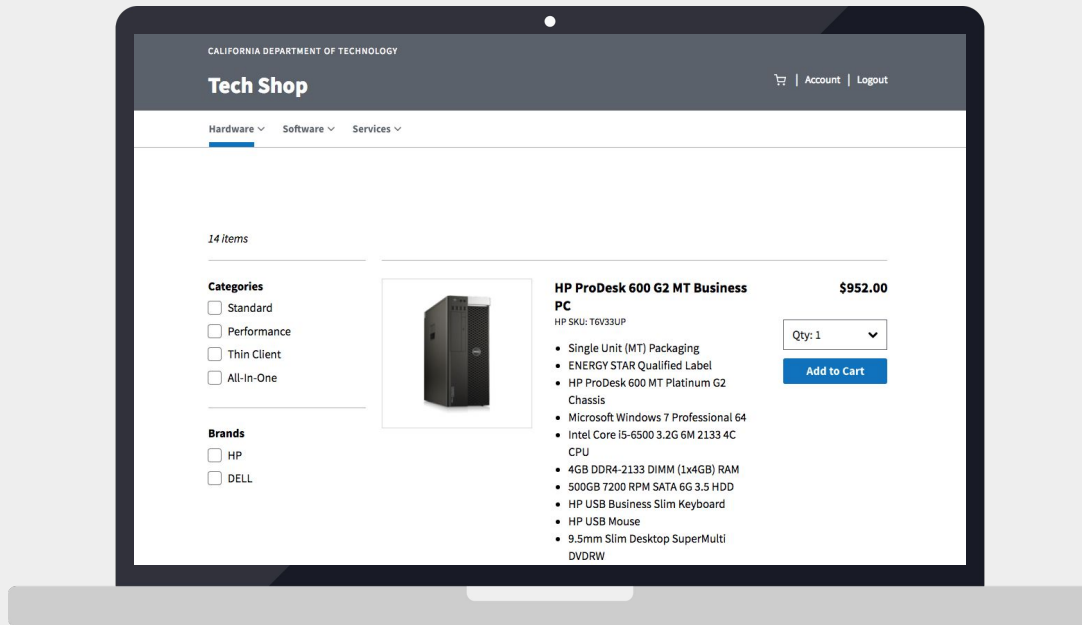 CALIFORNIA DEPARTMENT OF TECHNOLOGY
Tech Shop
| Account | Logout
Hardware
Software
Services
14 items
Categories
Standard
Performance
Thin Client
All-In-One
Brands
HP
DELL
HP ProDesk 600 G2 MT Business
PC
HP SKU: T6V33UP
• Single Unit (MT) Packaging
• ENERGY STAR Qualified Label
• HP ProDesk 600 MT Platinum G2
Chassis
• Microsoft Windows 7 Professional 64
• Intel Core i5-6500 3.2G 6M 2133 4C
CPU
• 4GB DDR4-2133 DIMM (1x4GB) RAM
• 500GB 7200 RPM SATA 6G 3.5 HDD
• HP USB Business Slim Keyboard
• HP USB Mouse
• 9.5mm Slim Desktop SuperMulti
DVDRW
$952.00
Qty: 1
Add to Cart